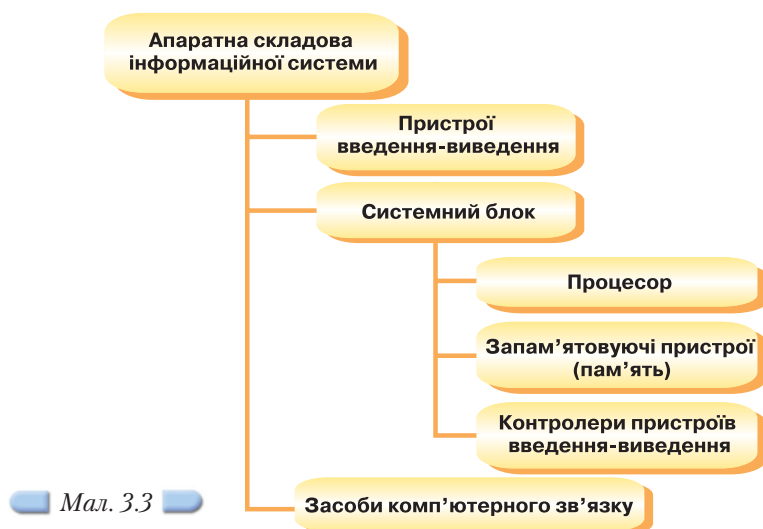 Апаратна складова
інформаційної системи
Пристрої
введення-виведення
Системний блок
Процесор
Запам’ятовуючі пристрої
(пам’ять)
Контролери пристроїв
введення-виведення
Засоби комп’ютерного зв’язку
Мал. 3.3